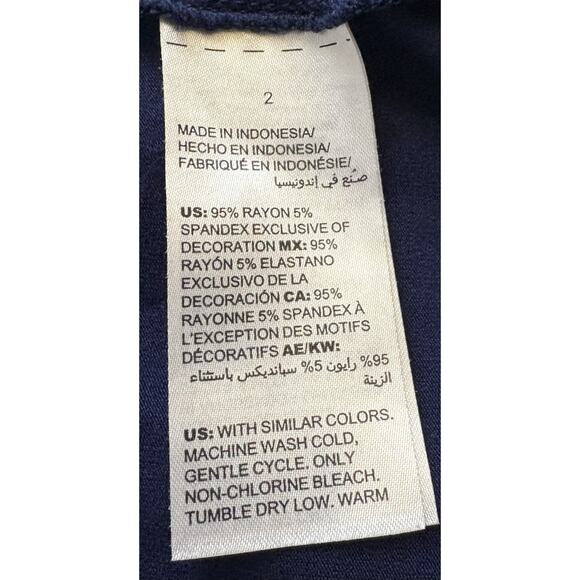 2
MADE IN INDONESIA/
HECHO EN INDONESIA/
FABRIQUÉ EN INDONÉSIE/
صنع في إندونيسيا
US: 95% RAYON 5%
SPANDEX EXCLUSIVE OF
DECORATION MX: 95%
RAYÓN 5% ELASTANO
EXCLUSIVO DE LA
DECORACIÓN CA: 95%
RAYONNE 5% SPANDEX À
L'EXCEPTION DES MOTIFS
DÉCORATIFS AE/KW:
95% رايون 5% سبانديكس باستثناء
الزينة
US: WITH SIMILAR COLORS.
MACHINE WASH COLD,
GENTLE CYCLE. ONLY
NON-CHLORINE BLEACH.
TUMBLE DRY LOW. WARM